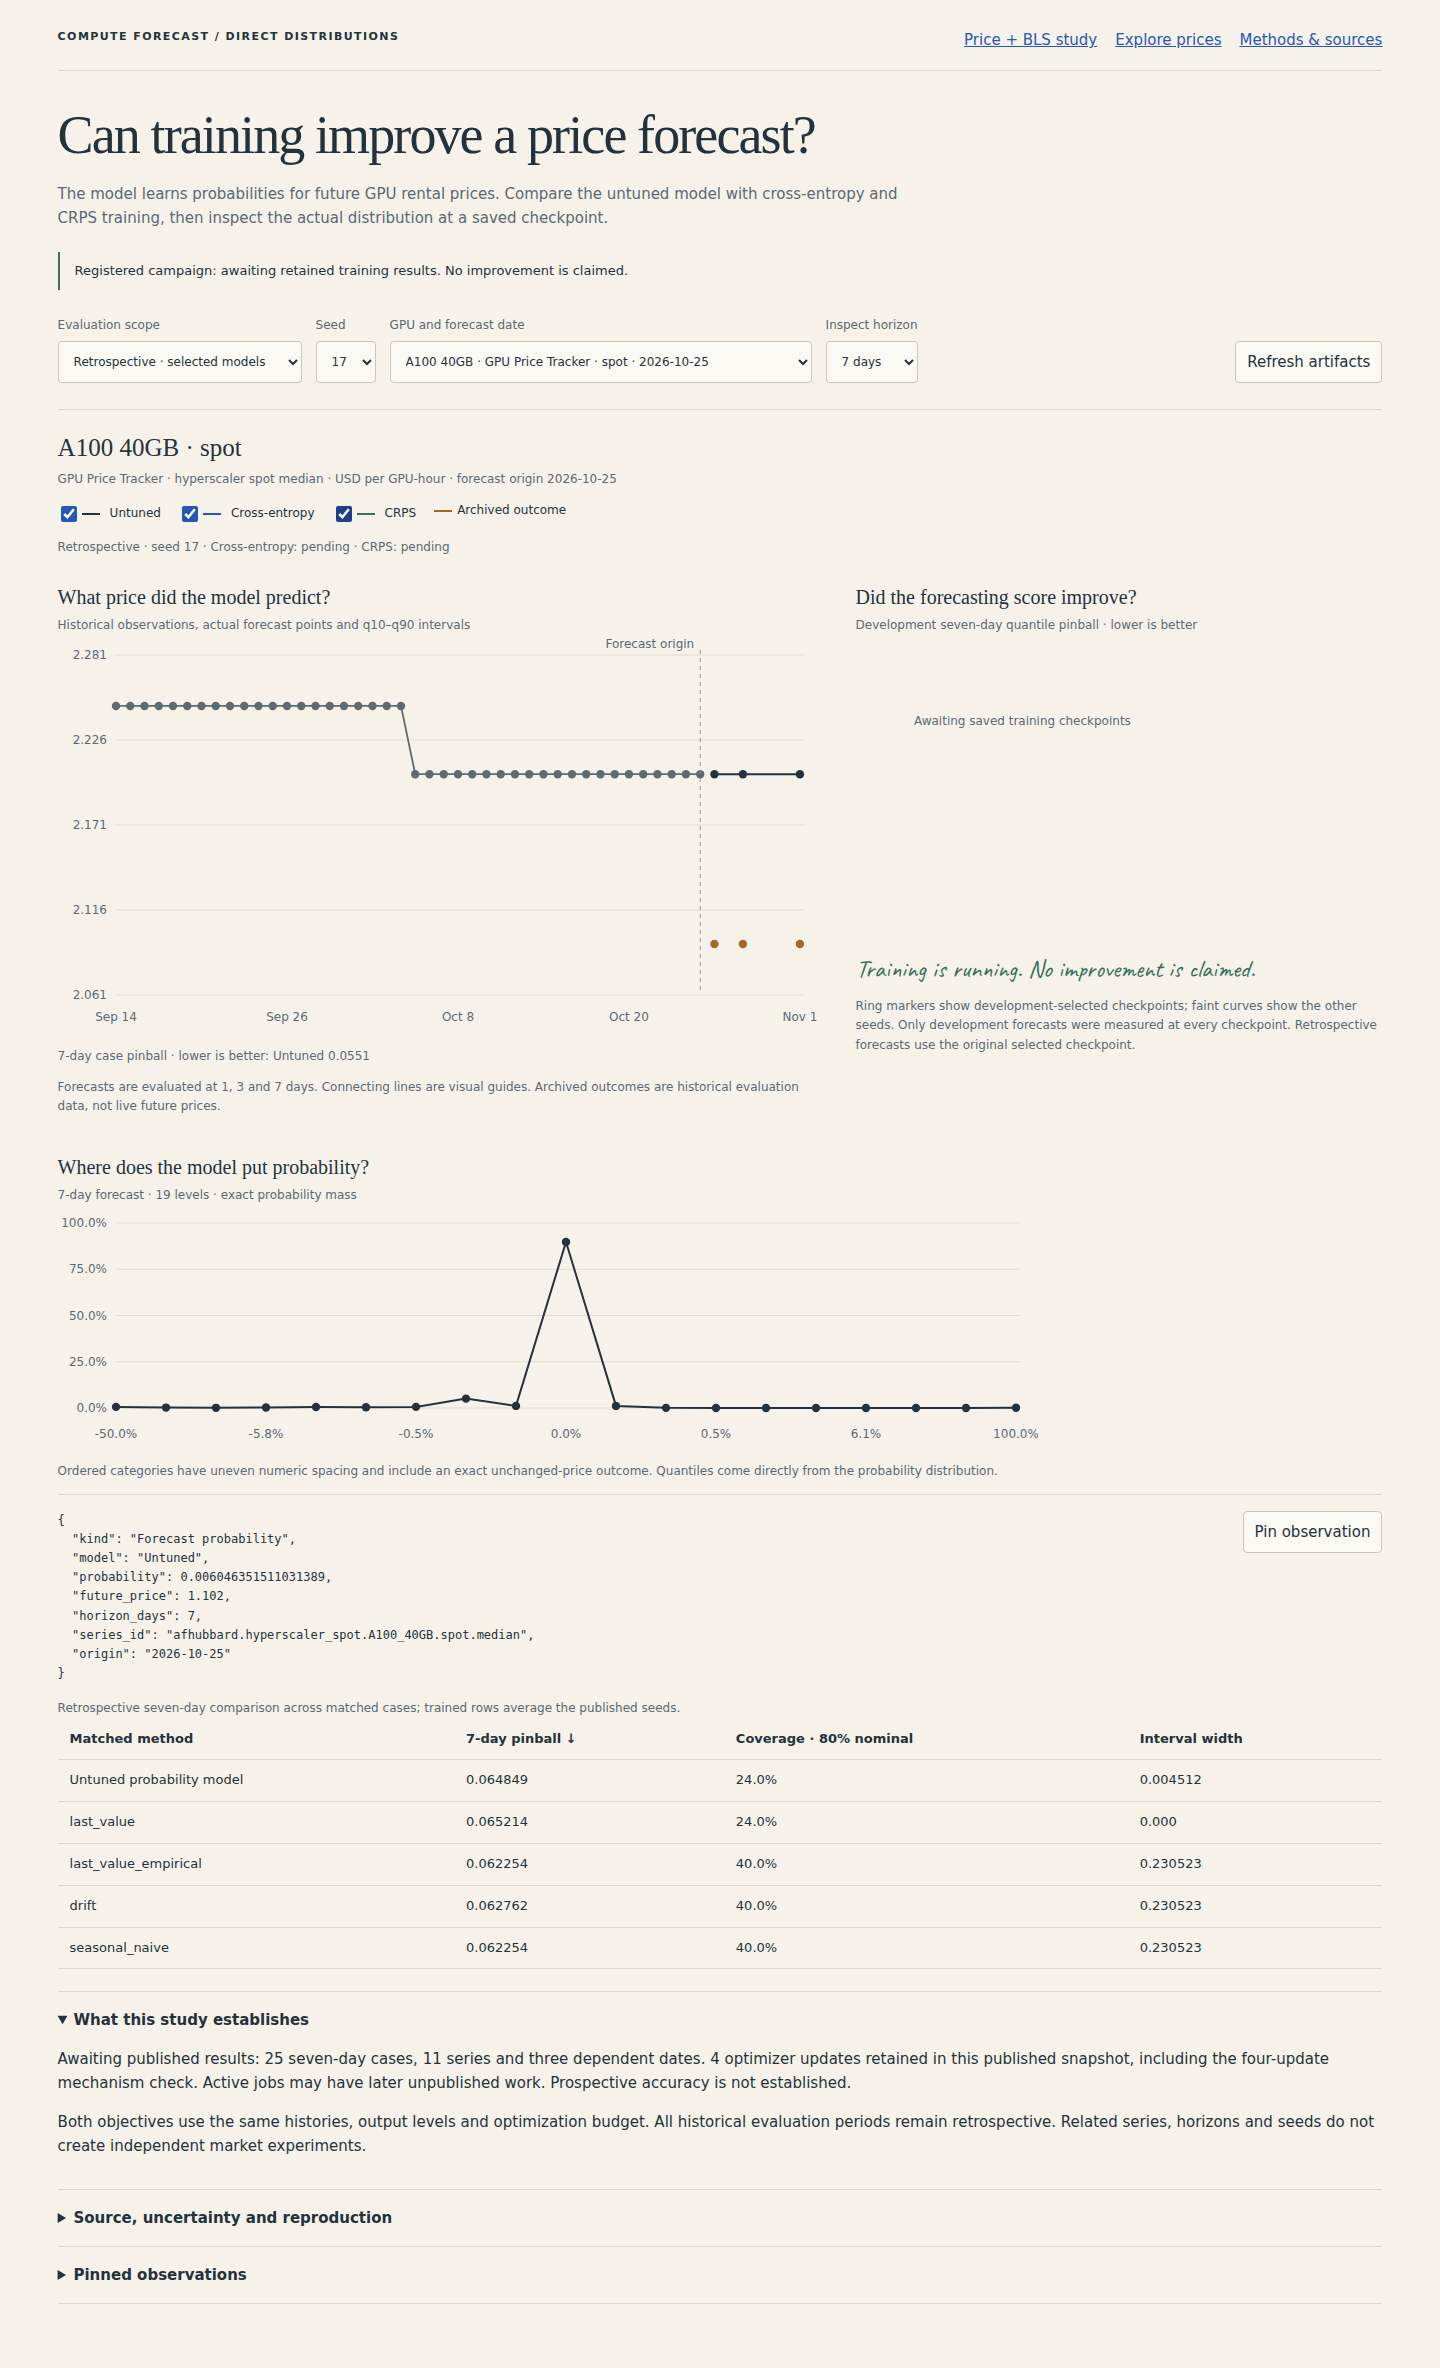 COMPUTE FORECAST / DIRECT DISTRIBUTIONS
Price + BLS study Explore prices Methods & sources
Can training improve a price forecast?
The model learns probabilities for future GPU rental prices. Compare the untuned model with cross-entropy and
CRPS training, then inspect the actual distribution at a saved checkpoint.
Registered campaign: awaiting retained training results. No improvement is claimed.
Evaluation scope Seed GPU and forecast date Inspect horizon
Retrospective · selected models 17 A100 40GB · GPU Price Tracker · spot · 2026-10-25 7 days Refresh artifacts
A100 40GB · spot
GPU Price Tracker · hyperscaler spot median · USD per GPU-hour · forecast origin 2026-10-25
Untuned Cross-entropy CRPS Archived outcome
Retrospective · seed 17 · Cross-entropy: pending · CRPS: pending
What price did the model predict?
Historical observations, actual forecast points and q10–q90 intervals
Forecast origin
2.281
2.226
2.171
2.116
2.061
Sep 14 Sep 26 Oct 8 Oct 20 Nov 1
7-day case pinball · lower is better: Untuned 0.0551
Forecasts are evaluated at 1, 3 and 7 days. Connecting lines are visual guides. Archived outcomes are historical evaluation
data, not live future prices.
Did the forecasting score improve?
Development seven-day quantile pinball · lower is better
Awaiting saved training checkpoints
Training is running. No improvement is claimed.
Ring markers show development-selected checkpoints; faint curves show the other
seeds. Only development forecasts were measured at every checkpoint. Retrospective
forecasts use the original selected checkpoint.
Where does the model put probability?
7-day forecast · 19 levels · exact probability mass
100.0%
75.0%
50.0%
25.0%
0.0%
-50.0% -5.8% -0.5% 0.0% 0.5% 6.1% 100.0%
Ordered categories have uneven numeric spacing and include an exact unchanged-price outcome. Quantiles come directly from the probability distribution.
{
"kind": "Forecast probability",
"model": "Untuned",
"probability": 0.006046351511031389,
"future_price": 1.102,
"horizon_days": 7,
"series_id": "afhubbard.hyperscaler_spot.A100_40GB.spot.median",
"origin": "2026-10-25"
}
Pin observation
Retrospective seven-day comparison across matched cases; trained rows average the published seeds.
Matched method 7-day pinball ↓ Coverage · 80% nominal Interval width
Untuned probability model 0.064849 24.0% 0.004512
last_value 0.065214 24.0% 0.000
last_value_empirical 0.062254 40.0% 0.230523
drift 0.062762 40.0% 0.230523
seasonal_naive 0.062254 40.0% 0.230523
What this study establishes
Awaiting published results: 25 seven-day cases, 11 series and three dependent dates. 4 optimizer updates retained in this published snapshot, including the four-update
mechanism check. Active jobs may have later unpublished work. Prospective accuracy is not established.
Both objectives use the same histories, output levels and optimization budget. All historical evaluation periods remain retrospective. Related series, horizons and seeds do not
create independent market experiments.
Source, uncertainty and reproduction
Pinned observations